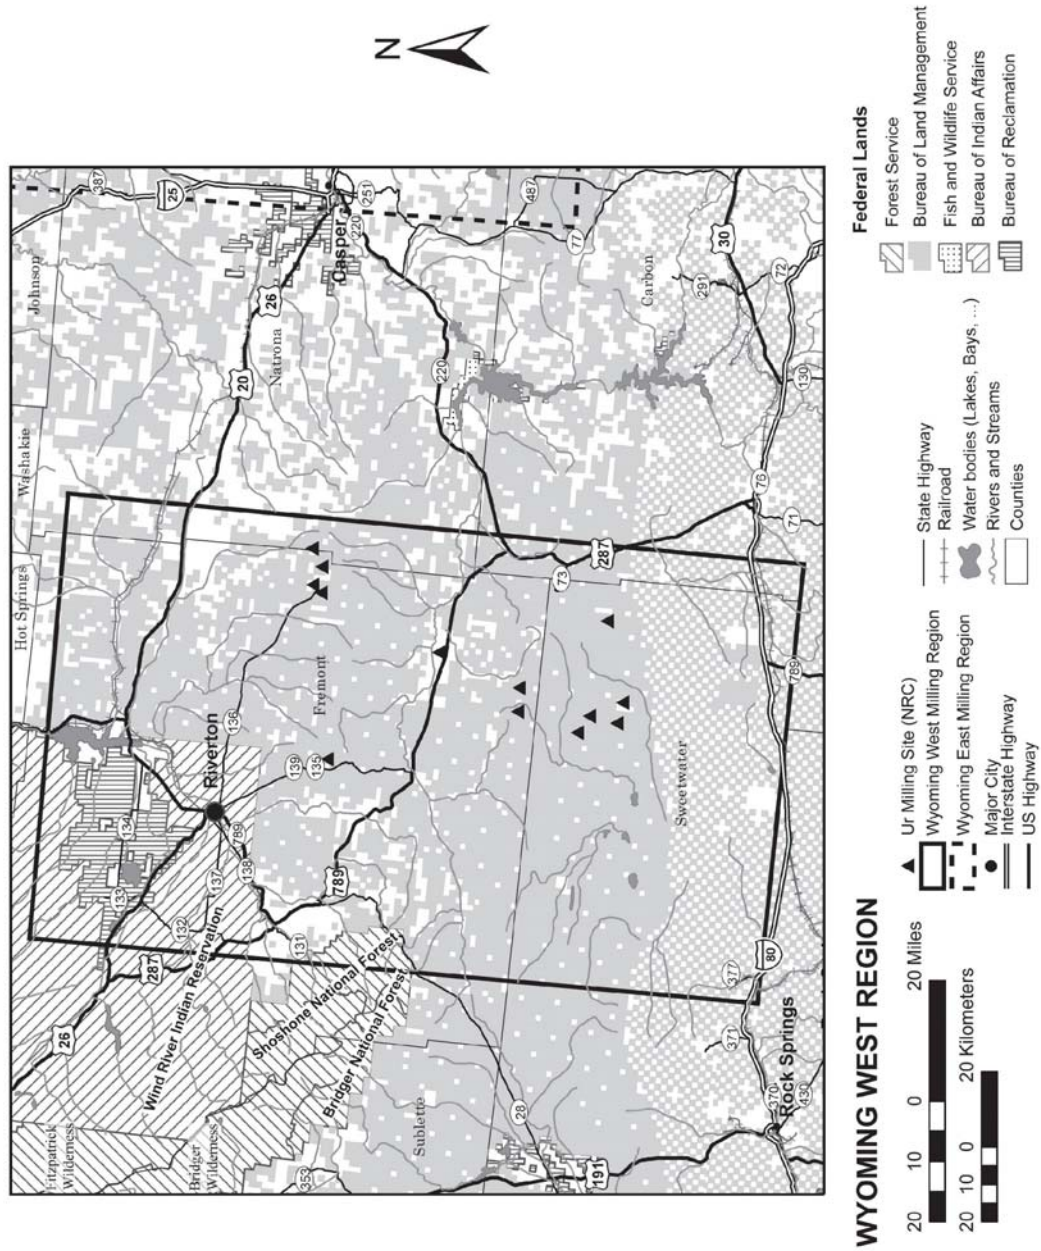 N
Johnson
Washakie
Hot Springs
Natrona
Fremont
Carbon
Sweetwater
Sublette
Fitzpatrick
Wilderness
Bridger
Wilderness
Wind River Indian Reservation
Shoshone National Forest
Bridger National Forest
Riverton
Casper
Rock Springs
387
25
251
220
487
77
26
20
220
30
291
72
130
76
71
287
73
789
136
139
135
134
133
789
138
137
132
131
789
287
26
28
353
191
377
371
370
430
80
WYOMING WEST REGION
20 10 0 20 Miles
20 10 0 20 Kilometers
Ur Milling Site (NRC)
Wyoming West Milling Region
Wyoming East Milling Region
Major City
Interstate Highway
US Highway
State Highway
Railroad
Water bodies (Lakes, Bays, ...)
Rivers and Streams
Counties
Federal Lands
Forest Service
Bureau of Land Management
Fish and Wildlife Service
Bureau of Indian Affairs
Bureau of Reclamation